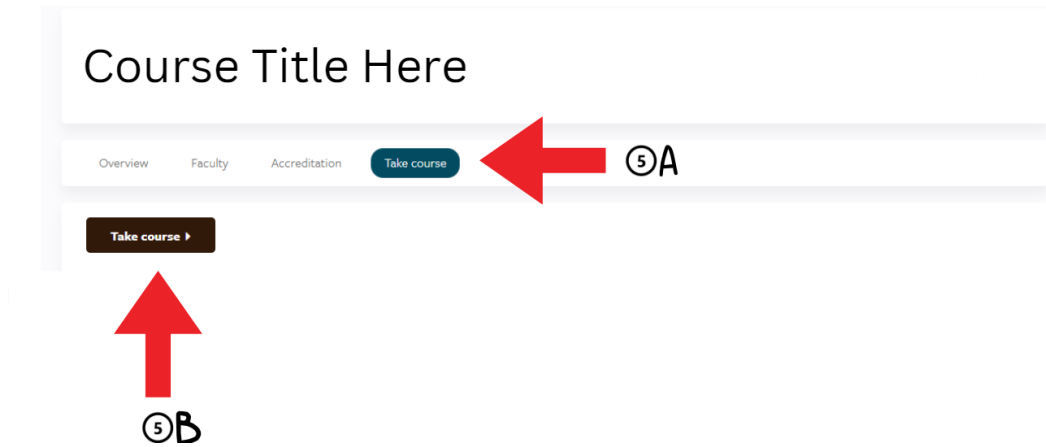 Course Title Here
Overview Faculty Accreditation Take course
⑤A
Take course
⑤B